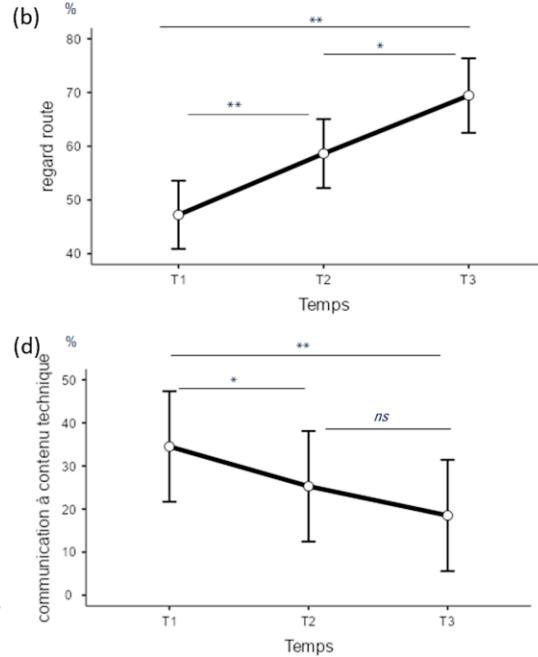 (b)
%
**
80
*
70
**
60
50
40
regard route
T1 T2 T3
Temps
(d)
%
**
50
*
ns
40
30
20
10
0
communication à contenu technique
T1 T2 T3
Temps